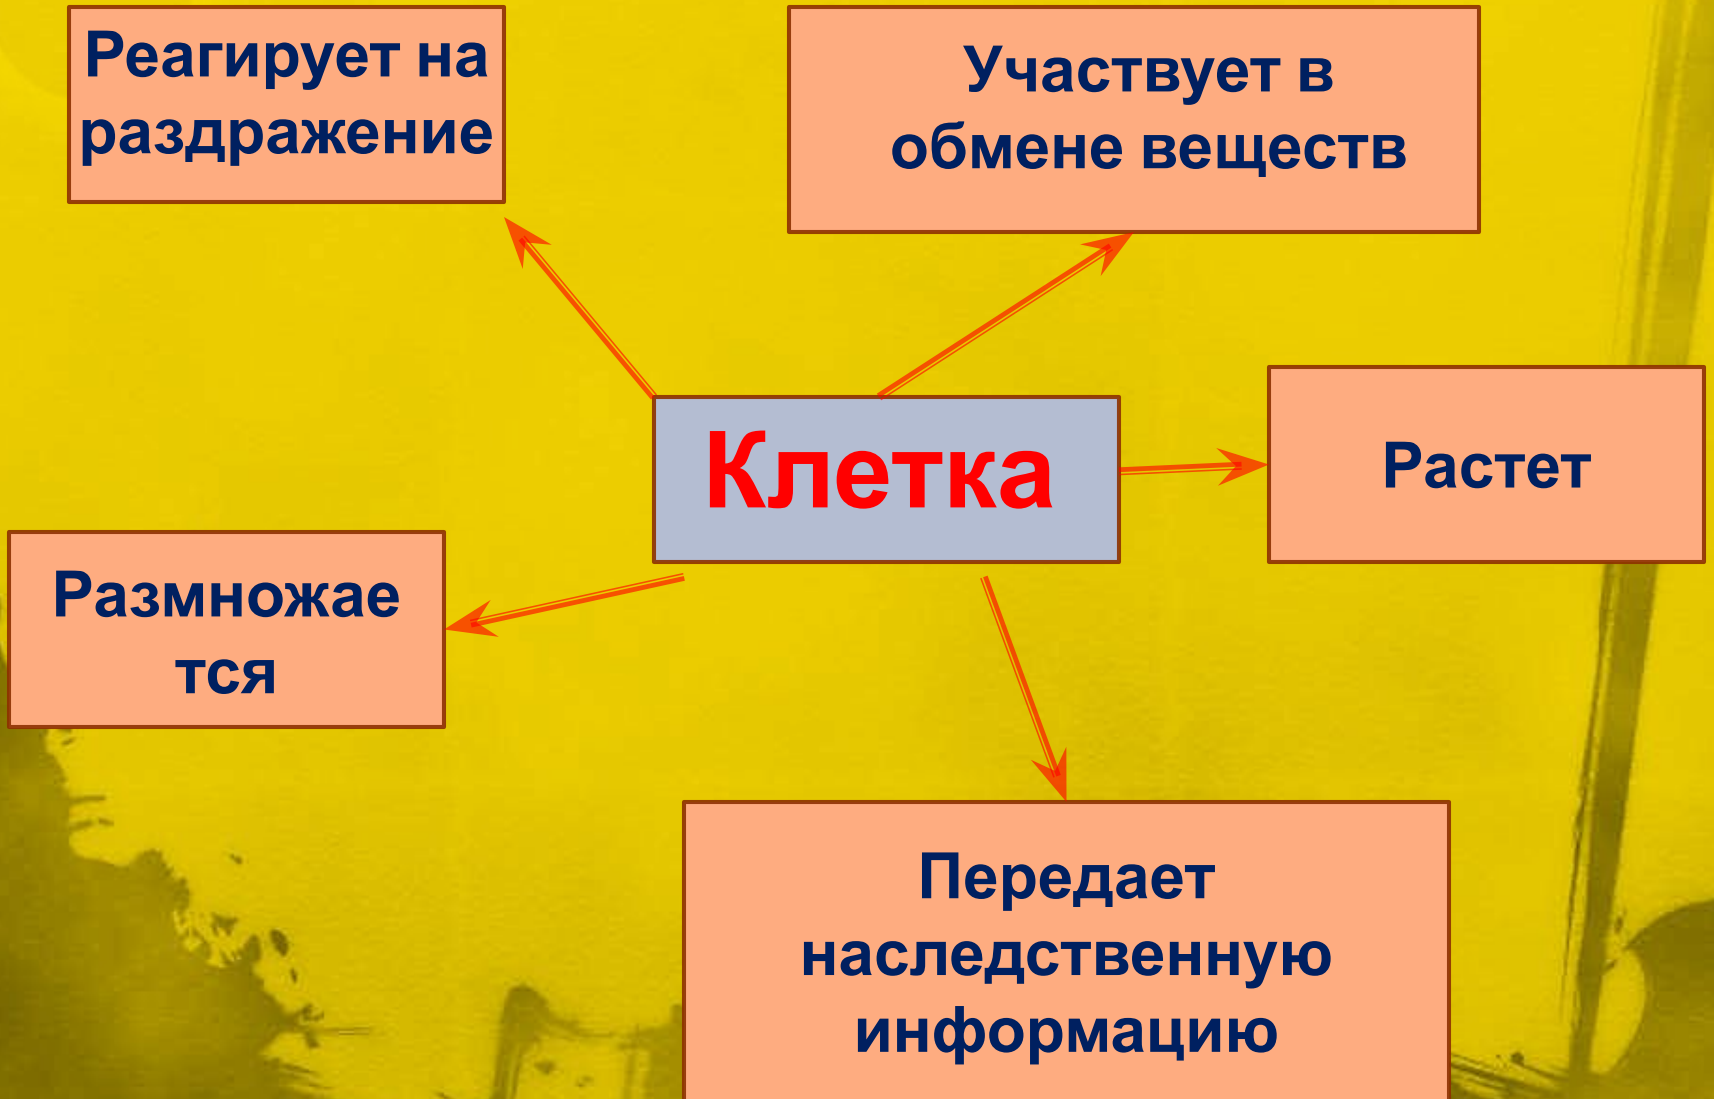 Реагирует на
раздражение
Участвует в
обмене веществ
Клетка
Растет
Размножае
тся
Передает
наследственную
информацию